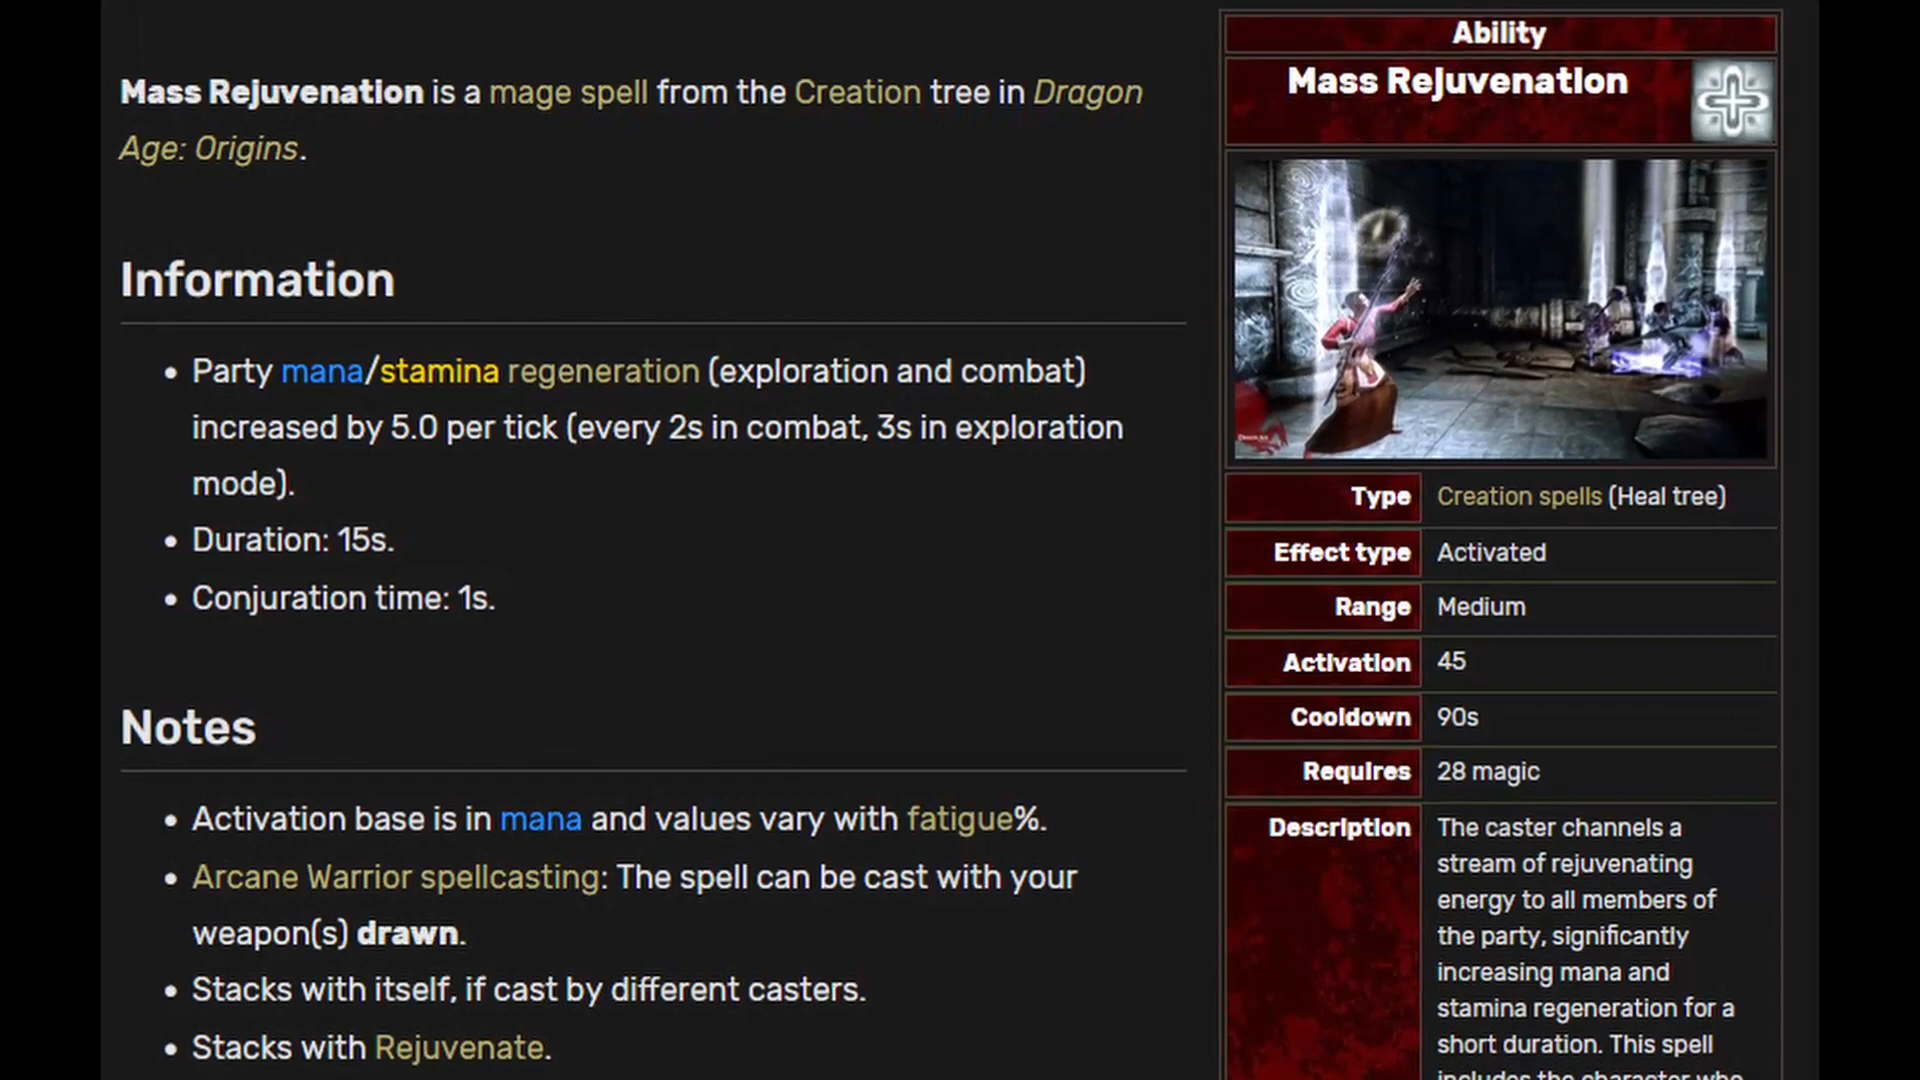 Mass Rejuvenation is a mage spell from the Creation tree in Dragon
Age: Origins.
Information
• Party mana/stamina regeneration (exploration and combat)
increased by 5.0 per tick (every 2s in combat, 3s in exploration
mode).
• Duration: 15s.
• Conjuration time: 1s.
Notes
• Activation base is in mana and values vary with fatigue%.
• Arcane Warrior spellcasting: The spell can be cast with your
weapon(s) drawn.
• Stacks with itself, if cast by different casters.
• Stacks with Rejuvenate.
Ability
Mass Rejuvenation
Type Creation spells (Heal tree)
Effect type Activated
Range Medium
Activation 45
Cooldown 90s
Requires 28 magic
Description The caster channels a
stream of rejuvenating
energy to all members of
the party, significantly
increasing mana and
stamina regeneration for a
short duration. This spell
includes the character who